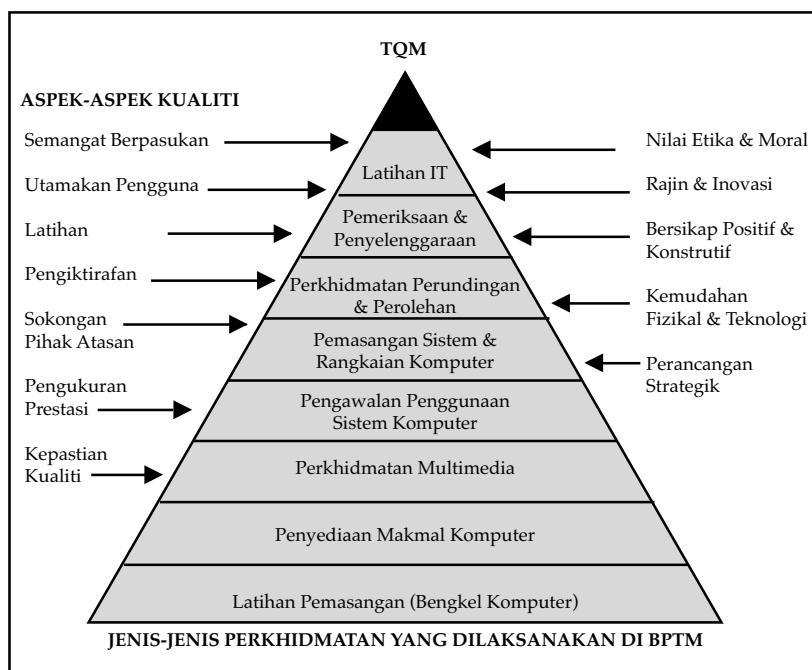 TQM
ASPEK-ASPEK KUALITI
Semangat Berpasukan
Utamakan Pengguna
Latihan
Pengiktirafan
Sokongan
Pihak Atasan
Pengukuran
Prestasi
Kepastian
Kualiti
Latihan IT
Pemeriksaan &
Penyelenggaraan
Perkhidmatan Perundingan
& Perolehan
Pemasangan Sistem &
Rangkaian Komputer
Pengawalan Penggunaan
Sistem Komputer
Perkhidmatan Multimedia
Penyediaan Makmal Komputer
Latihan Pemasangan (Bengkel Komputer)
Nilai Etika & Moral
Rajin & Inovasi
Bersikap Positif &
Konstrutif
Kemudahan
Fizikal & Teknologi
Perancangan
Strategik
JENIS-JENIS PERKHIDMATAN YANG DILAKSANAKAN DI BPTM